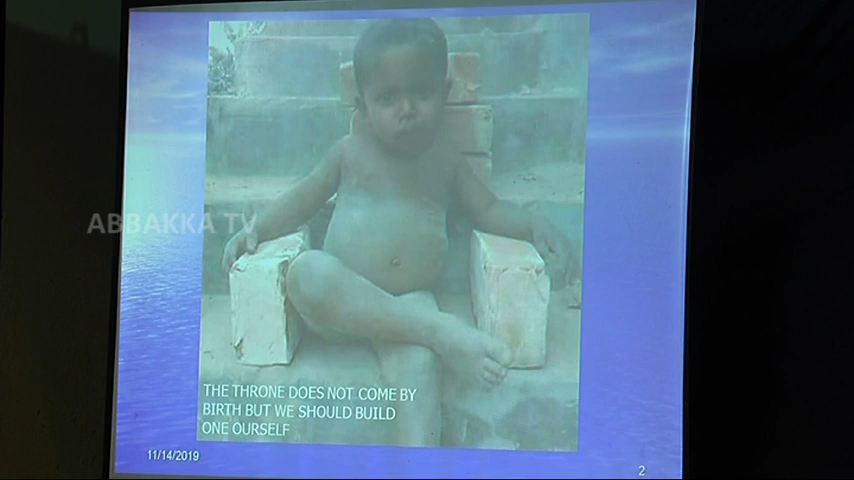 ABBAKKA TV
THE THRONE DOES NOT COME BY
BIRTH BUT WE SHOULD BUILD
ONE OURSELF
11/14/2019
2